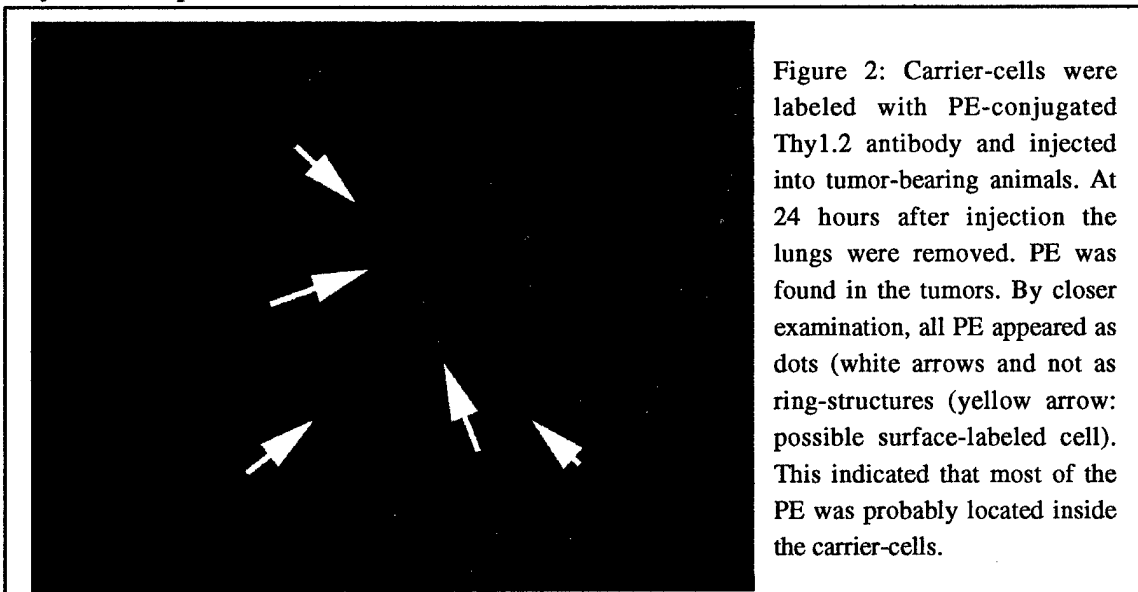 Figure 2: Carrier-cells were
labeled with PE-conjugated
Thy1.2 antibody and injected
into tumor-bearing animals. At
24 hours after injection the
lungs were removed. PE was
found in the tumors. By closer
examination, all PE appeared as
dots (white arrows and not as
ring-structures (yellow arrow:
possible surface-labeled cell).
This indicated that most of the
PE was probably located inside
the carrier-cells.